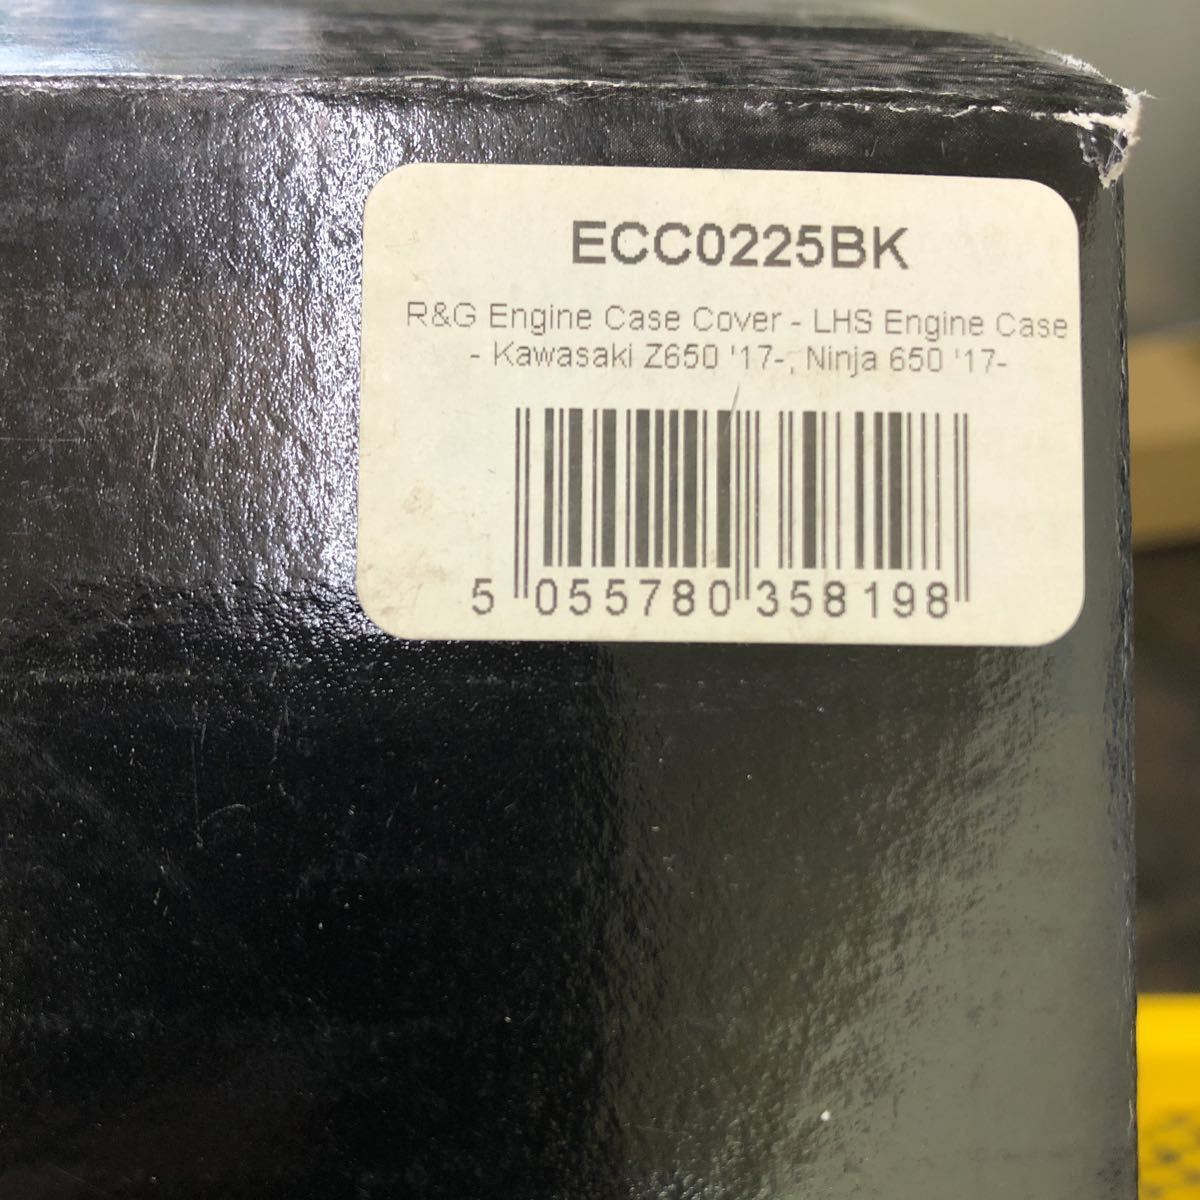 ECC0225BK
R&G Engine Case Cover - LHS Engine Case
- Kawasaki Z650 '17-, Ninja 650 '17-
5 055780 358198